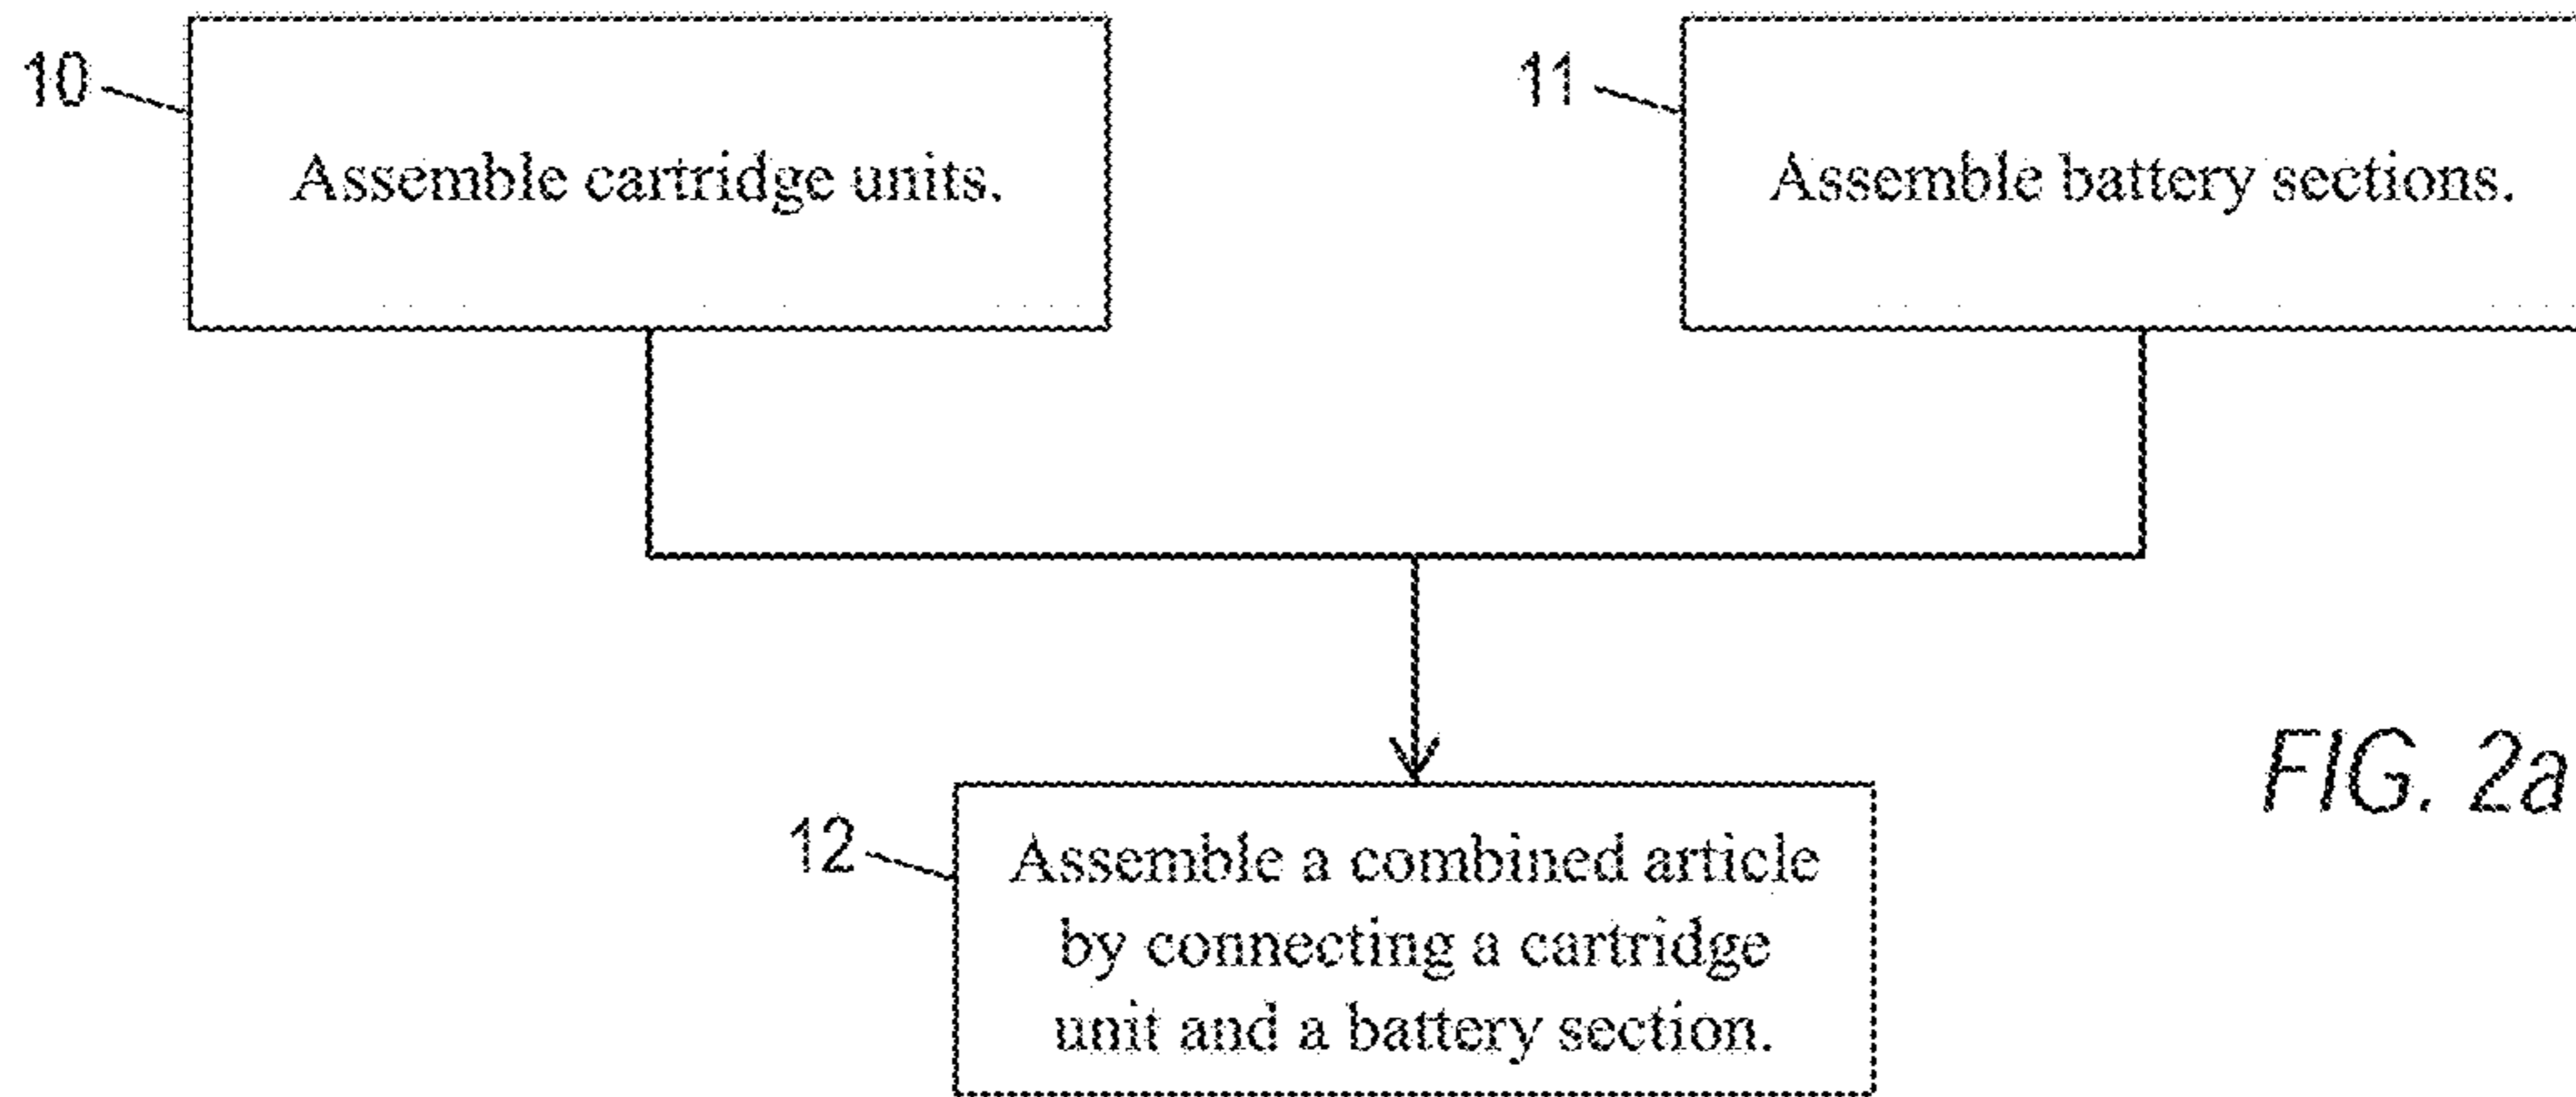 10
Assemble cartridge units.
11
Assemble battery sections.
12
Assemble a combined article
by connecting a cartridge
unit and a battery section.
FIG. 2a